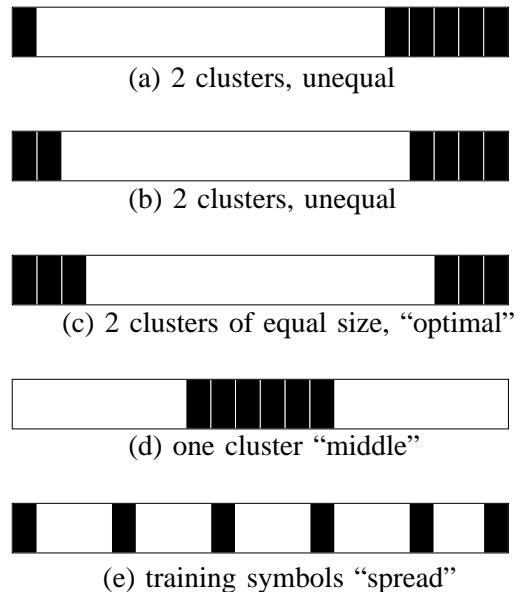 (a) 2 clusters, unequal
(b) 2 clusters, unequal
(c) 2 clusters of equal size, “optimal”
(d) one cluster “middle”
(e) training symbols “spread”